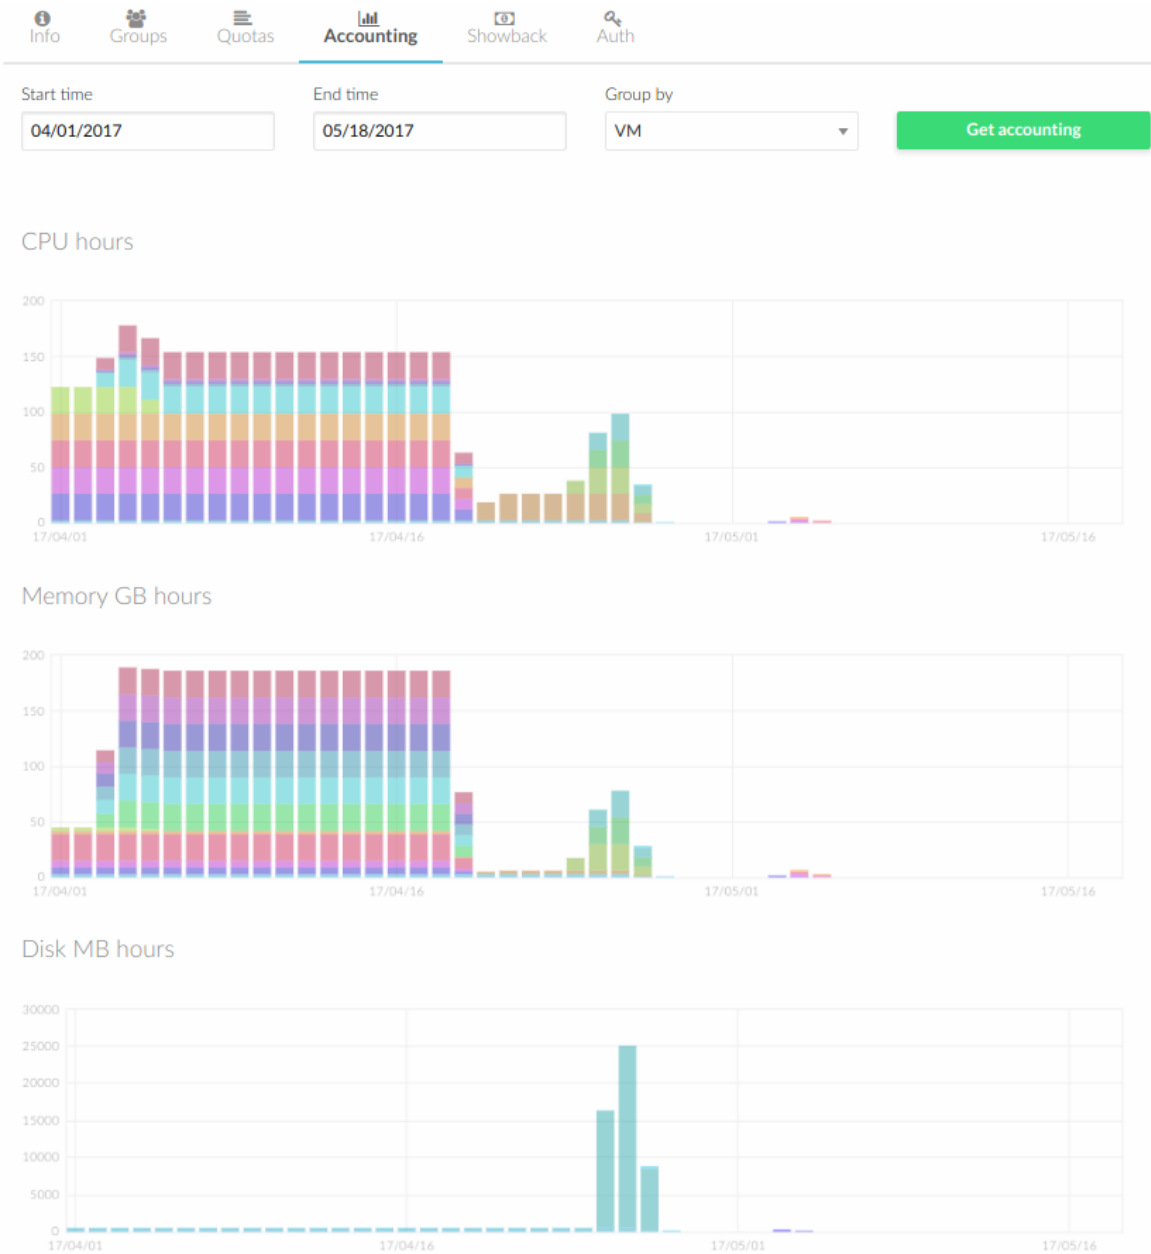 Info Groups Quotas Accounting Showback Auth
Start time End time Group by
04/01/2017 05/18/2017 VM Get accounting
CPU hours
200
150
100
50
0
17/04/01 17/04/16 17/05/01 17/05/16
Memory GB hours
200
150
100
50
0
17/04/01 17/04/16 17/05/01 17/05/16
Disk MB hours
30000
25000
20000
15000
10000
5000
0
17/04/01 17/04/16 17/05/01 17/05/16